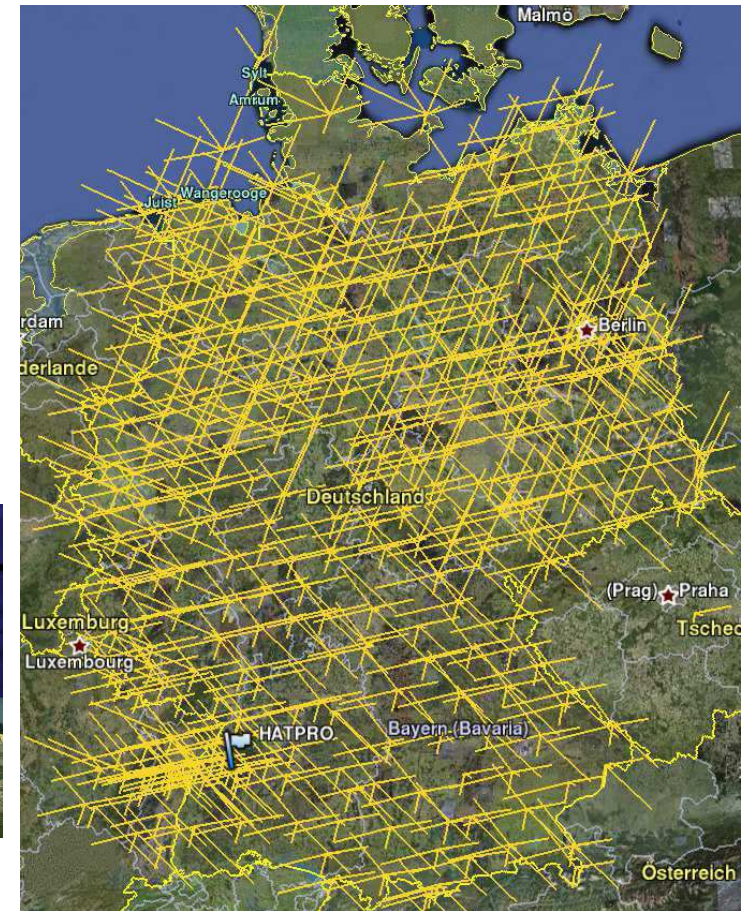 Malmö
Sylt
Amrum
Wangerooge
Juist
rdam
Berlin
derlande
Deutschland
(Prag) Praha
Luxemburg
Tschec
Luxembourg
HATPRO
Bayern (Bavaria)
Österreich